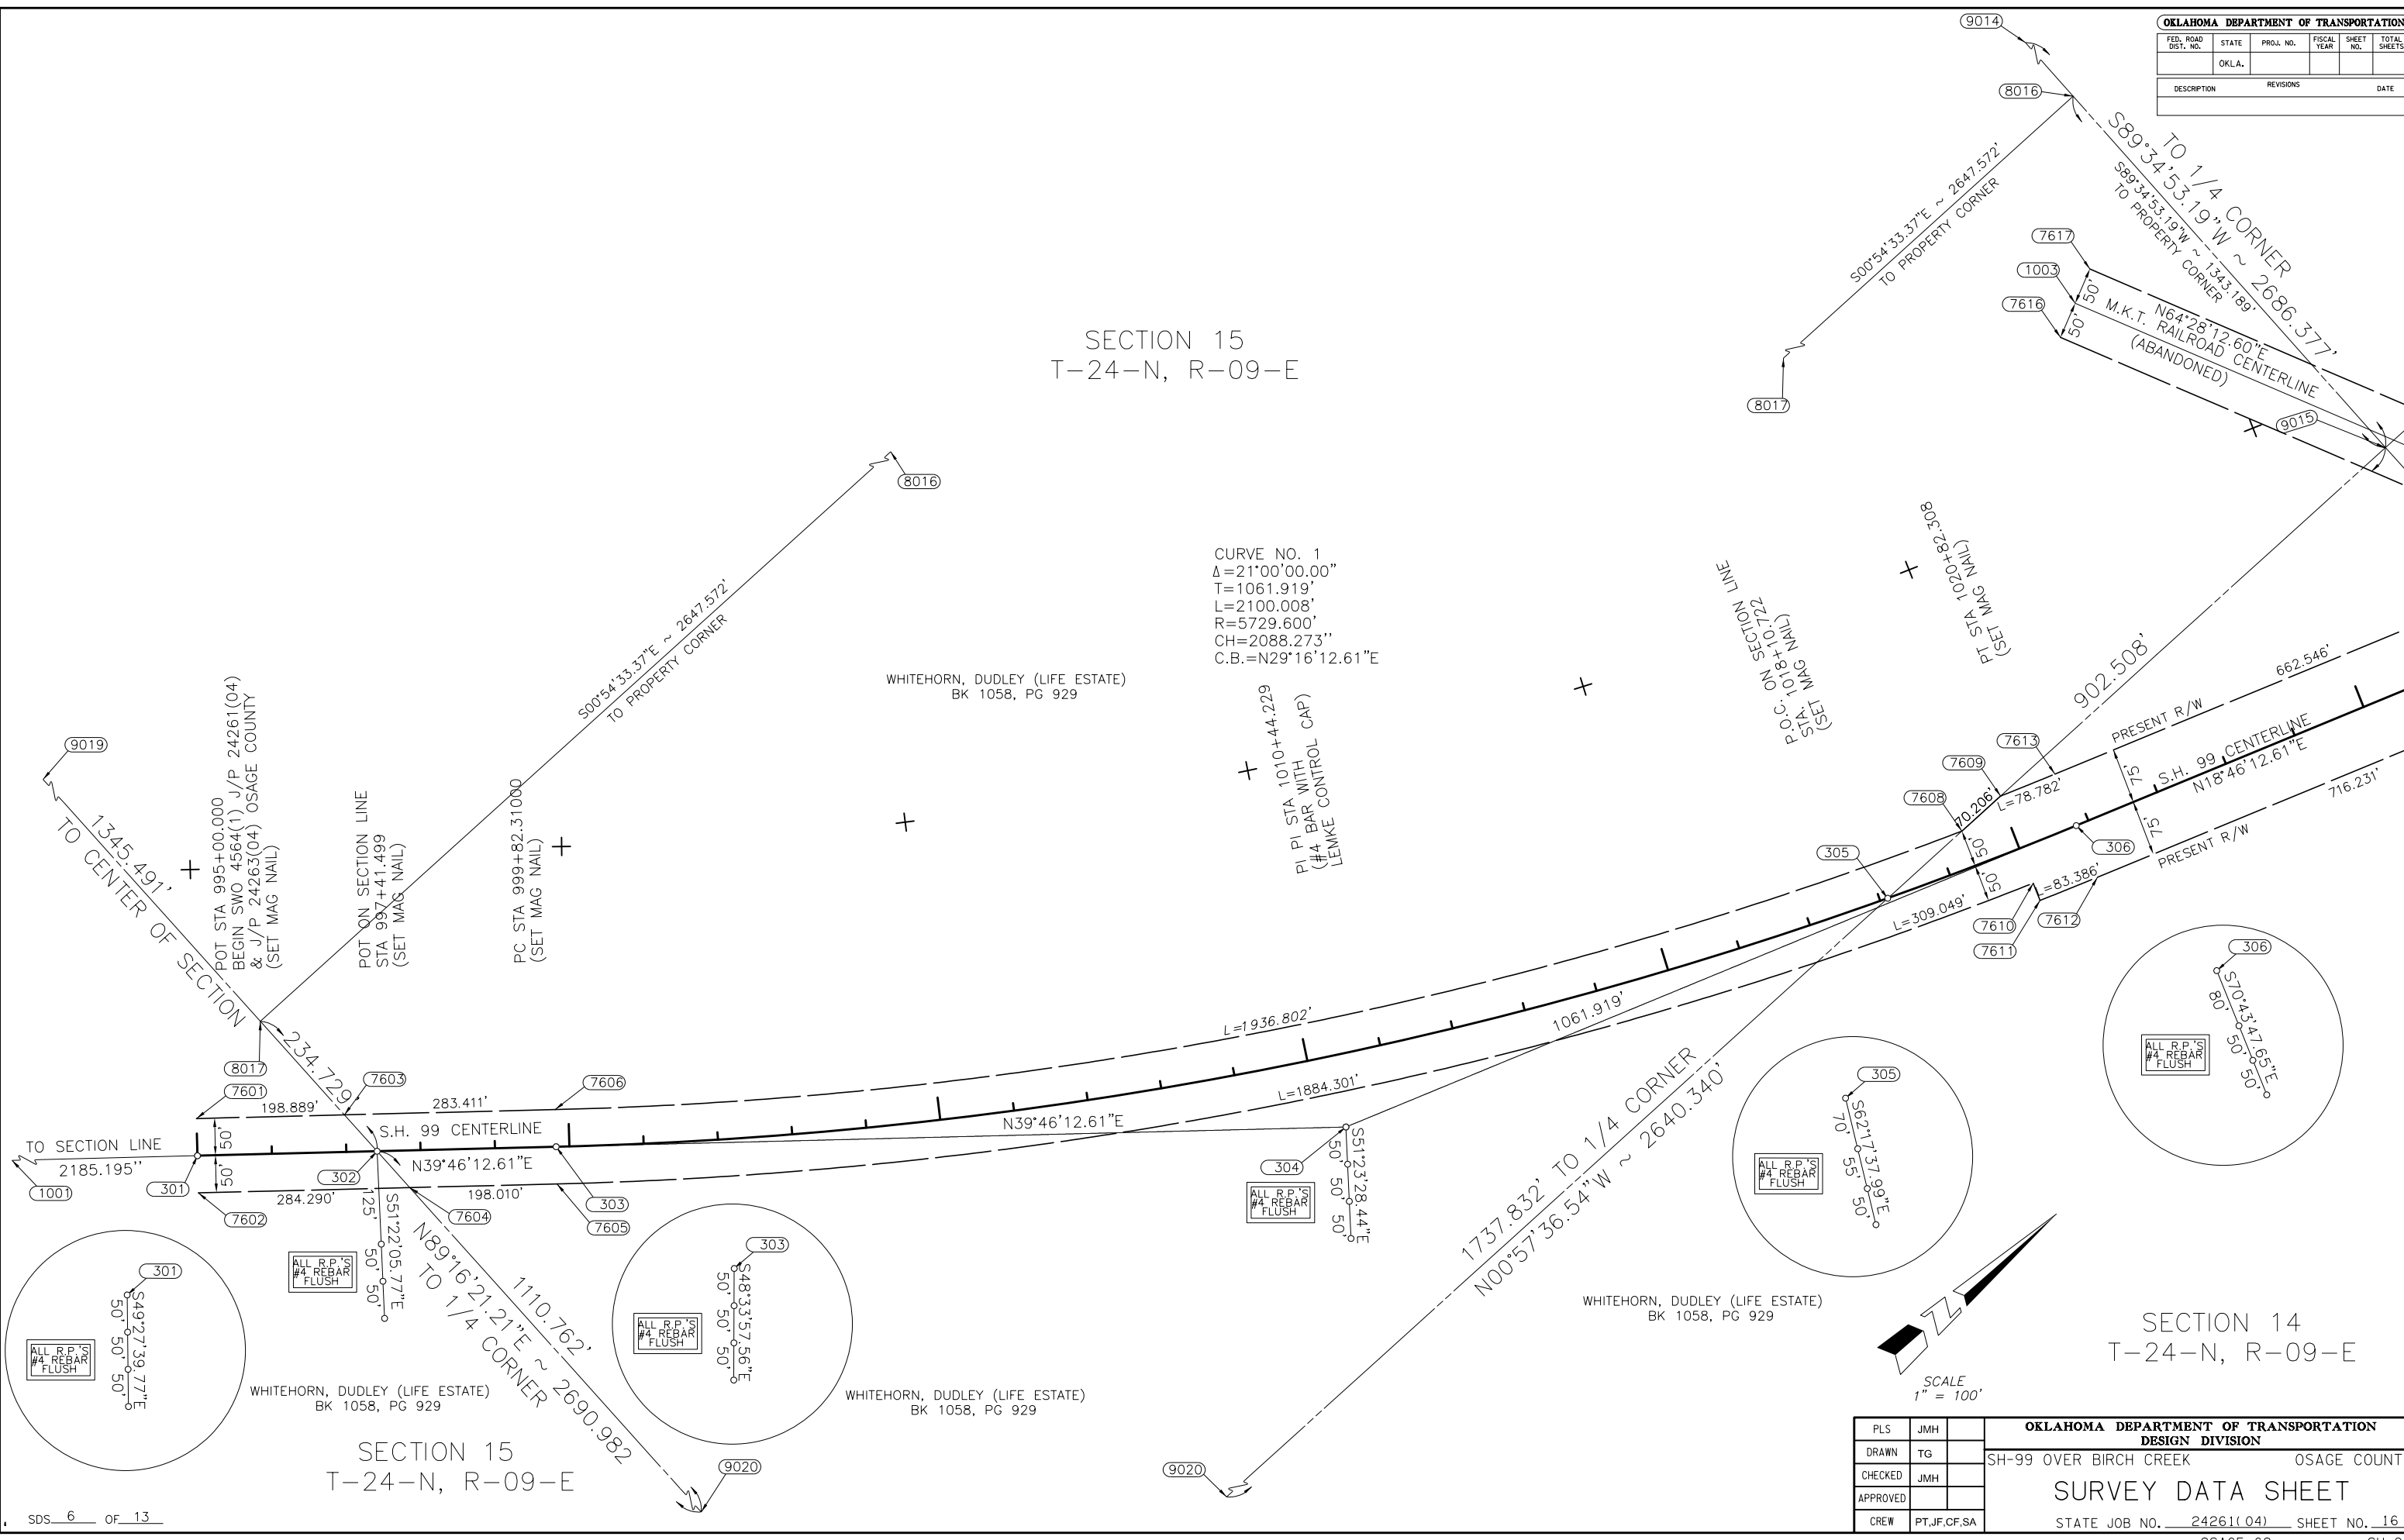 OKLAHOMA DEPARTMENT OF TRANSPORTATION
FED. ROAD DIST. NO.
STATE
PROJ. NO.
FISCAL YEAR
SHEET NO.
TOTAL SHEETS
OKLA.
DESCRIPTION
REVISIONS
DATE
9014
8016
TO 1/4 CORNER
S89°34'53.19"W ~ 2686.377'
S89°34'53.19"W ~ 1343.189'
TO PROPERTY CORNER
S00°54'33.37"E ~ 2647.572'
TO PROPERTY CORNER
7617
1003
7616
50'
50'
N64°28'12.60"E
M.K.T. RAILROAD CENTERLINE
(ABANDONED)
9015
8017
SECTION 15
T-24-N, R-09-E
8016
S00°54'33.37"E ~ 2647.572'
TO PROPERTY CORNER
CURVE NO. 1
Δ=21°00'00.00"
T=1061.919'
L=2100.008'
R=5729.600'
CH=2088.273''
C.B.=N29°16'12.61"E
WHITEHORN, DUDLEY (LIFE ESTATE)
BK 1058, PG 929
9019
1345.491'
TO CENTER OF SECTION
POT STA 995+00.000
BEGIN SWO 4564(1) J/P 24261(04)
& J/P 24263(04) OSAGE COUNTY
(SET MAG NAIL)
POT ON SECTION LINE
STA 997+41.499
(SET MAG NAIL)
PC STA 999+82.31000
(SET MAG NAIL)
PI PI STA 1010+44.229
(#4 BAR WITH
LEMKE CONTROL CAP)
P.O.C. ON SECTION LINE
STA. 1018+10.722
(SET MAG NAIL)
PT STA 1020+82.308
(SET MAG NAIL)
902.508'
662.546'
PRESENT R/W
7613
7609
7608
L=78.782'
70.206'
75'
S.H. 99 CENTERLINE
N18°46'12.61"E
716.231'
75'
PRESENT R/W
305
50'
50'
306
L=83.386'
L=309.049'
7610
7612
7611
8017
234.729
7601
7603
7606
198.889'
283.411'
L=1936.802'
1061.919'
L=1884.301'
TO SECTION LINE
2185.195''
50'
50'
S.H. 99 CENTERLINE
N39°46'12.61"E
N39°46'12.61"E
1001
301
302
303
304
284.290'
198.010'
7602
7604
7605
125'
50'
50'
S51°22'05.77"E
ALL R.P.'S
#4 REBAR
FLUSH
N89°16'21.21"E ~ 2690.982
TO 1/4 CORNER
1110.762'
S51°23'28.44"E
50'
50'
50'
ALL R.P.'S
#4 REBAR
FLUSH
1737.832' TO 1/4 CORNER
N00°57'36.54"W ~ 2640.340'
301
S49°27'39.77"E
50'
50'
50'
ALL R.P.'S
#4 REBAR
FLUSH
303
S48°33'57.56"E
50'
50'
50'
ALL R.P.'S
#4 REBAR
FLUSH
305
S62°17'37.99"E
70'
55'
50'
ALL R.P.'S
#4 REBAR
FLUSH
306
S70°43'47.65"E
80'
50'
50'
ALL R.P.'S
#4 REBAR
FLUSH
WHITEHORN, DUDLEY (LIFE ESTATE)
BK 1058, PG 929
WHITEHORN, DUDLEY (LIFE ESTATE)
BK 1058, PG 929
WHITEHORN, DUDLEY (LIFE ESTATE)
BK 1058, PG 929
SECTION 15
T-24-N, R-09-E
SECTION 14
T-24-N, R-09-E
9020
9020
N
SCALE
1" = 100'
PLS JMH
DRAWN TG
CHECKED JMH
APPROVED
CREW PT,JF,CF,SA
OKLAHOMA DEPARTMENT OF TRANSPORTATION
DESIGN DIVISION
SH-99 OVER BIRCH CREEK OSAGE COUNT
SURVEY DATA SHEET
STATE JOB NO. 24261(04) SHEET NO. 16
SDS 6 OF 13